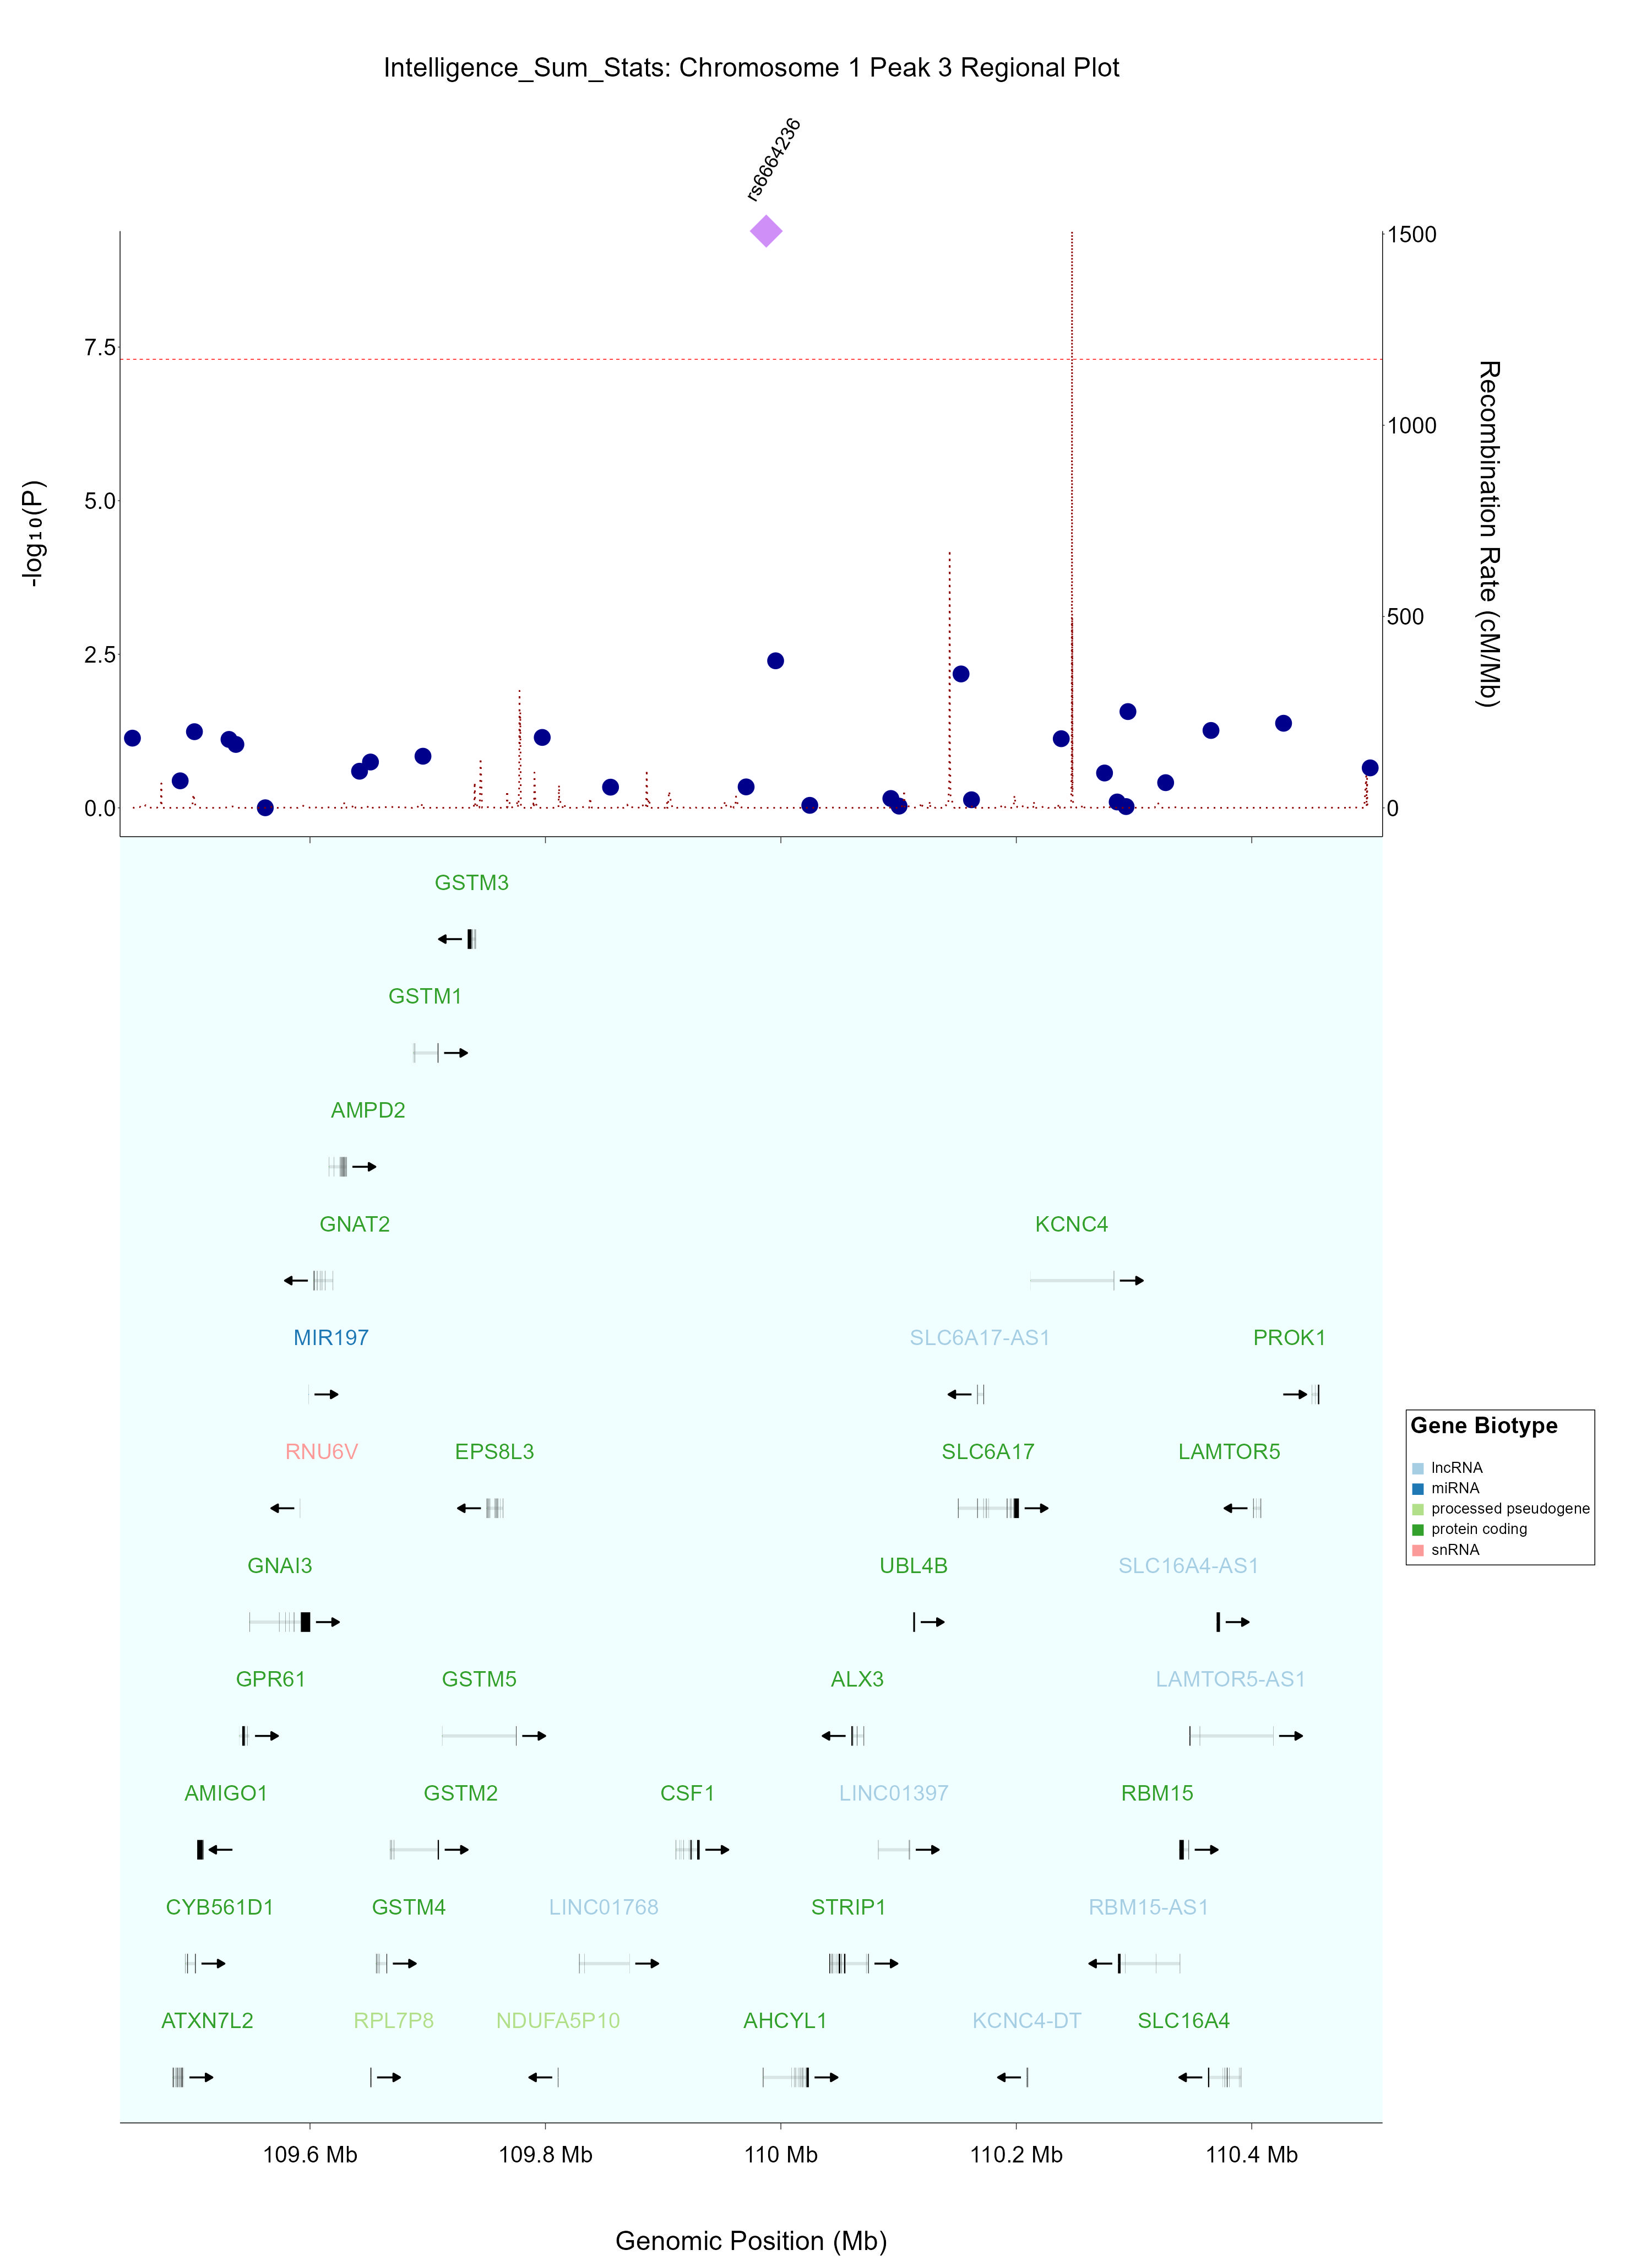 Intelligence_Sum_Stats: Chromosome 1 Peak 3 Regional Plot
rs6664236
1500
7.5
1000
5.0
500
2.5
0.0
0
-log₁₀(P)
Recombination Rate (cM/Mb)
GSTM3
GSTM1
AMPD2
GNAT2 KCNC4
MIR197 SLC6A17-AS1 PROK1
RNU6V EPS8L3 SLC6A17 LAMTOR5
GNAI3 UBL4B SLC16A4-AS1
GPR61 GSTM5 ALX3 LAMTOR5-AS1
AMIGO1 GSTM2 CSF1 LINC01397 RBM15
CYB561D1 GSTM4 LINC01768 STRIP1 RBM15-AS1
ATXN7L2 RPL7P8 NDUFA5P10 AHCYL1 KCNC4-DT SLC16A4
Gene Biotype
lncRNA
miRNA
processed pseudogene
protein coding
snRNA
109.6 Mb 109.8 Mb 110 Mb 110.2 Mb 110.4 Mb
Genomic Position (Mb)